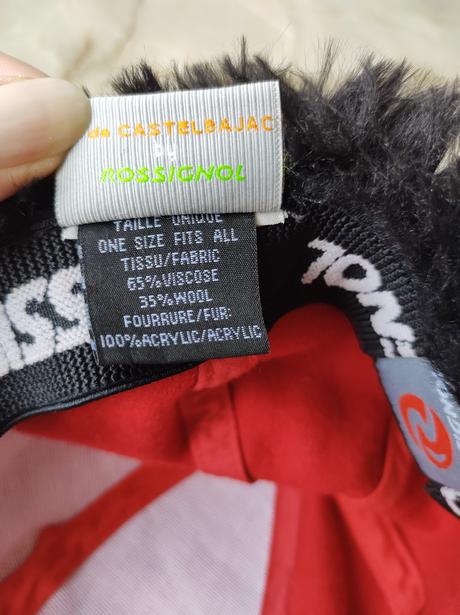 de CASTELBAJAC
by
ROSSIGNOL
TAILLE UNIQUE
ONE SIZE FITS ALL
TISSU/FABRIC
65%VISCOSE
35%WOOL
FOURRURE/FUR:
100%ACRYLIC/ACRYLIC